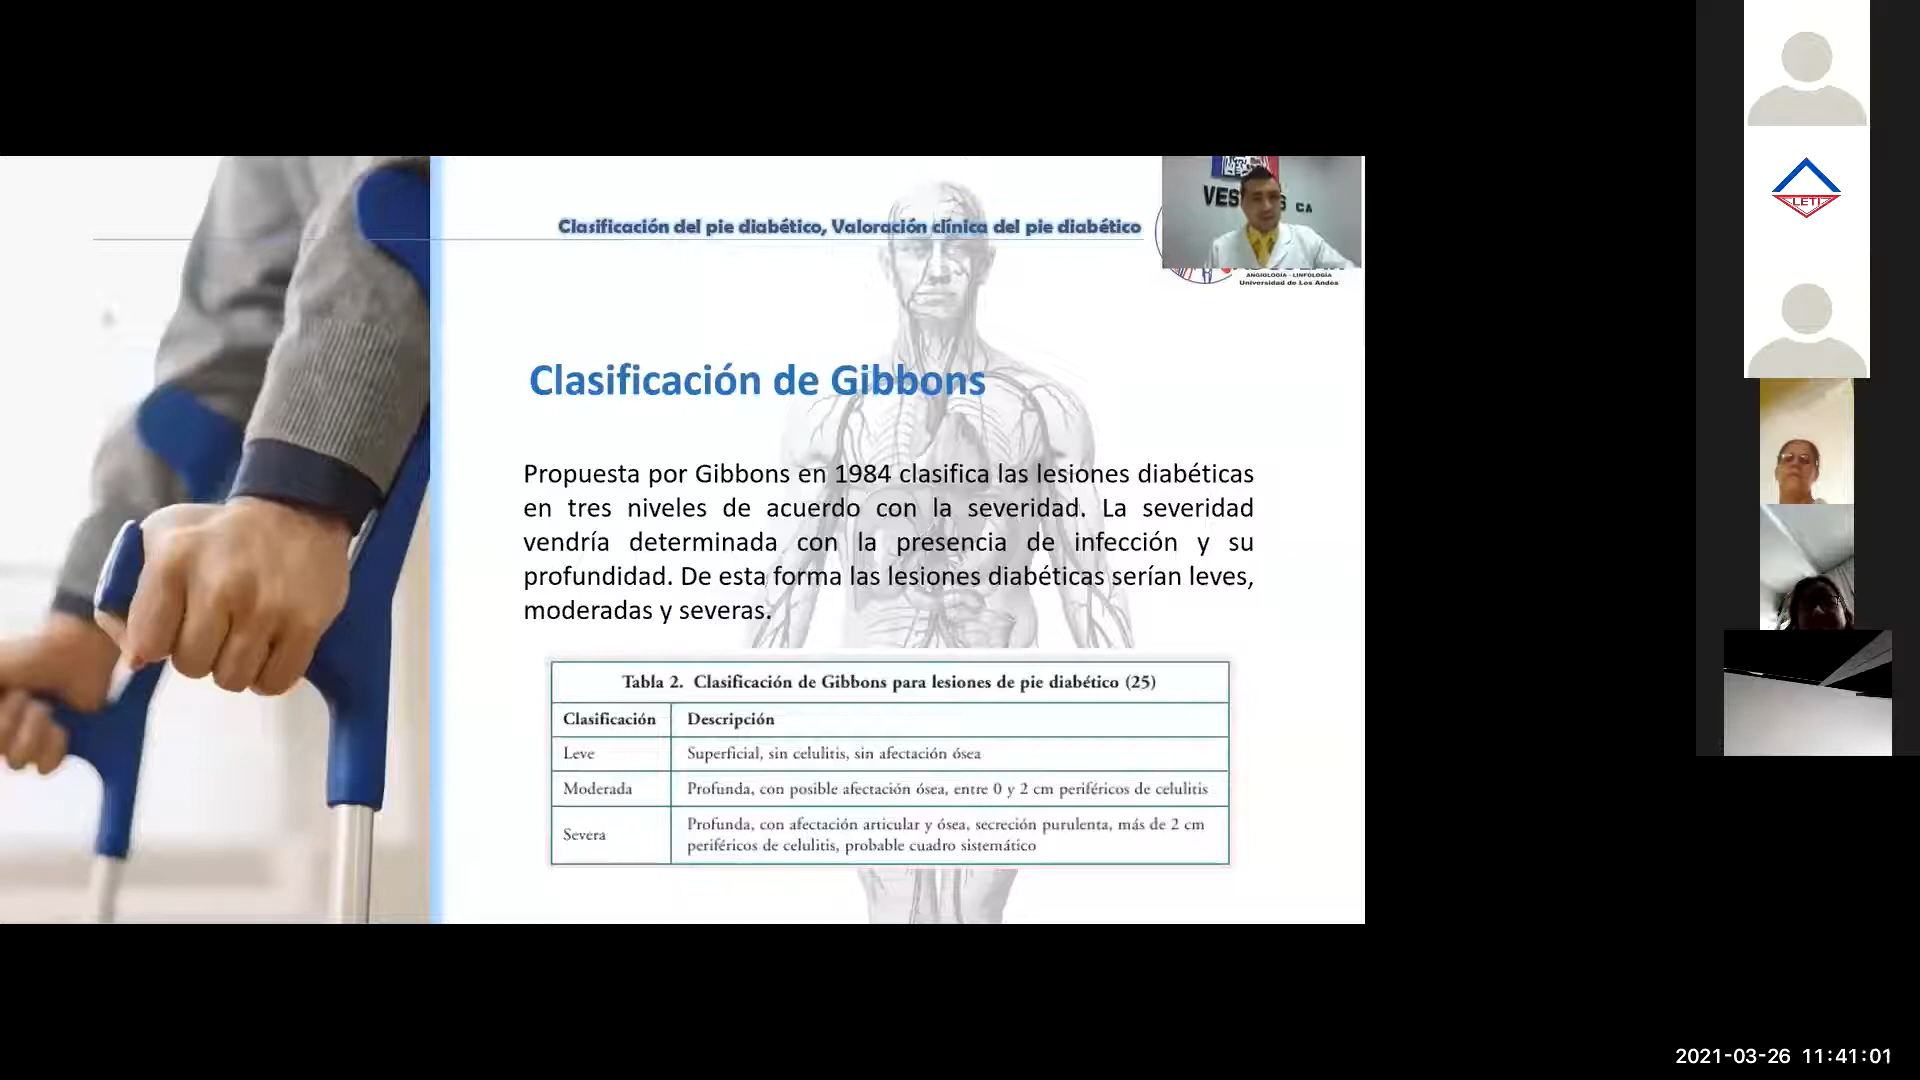 Clasificación del pie diabético, Valoración clínica del pie diabético
CA
ANGIOLOGÍA - LINFOLOGÍA
Universidad de Los Andes
LETI
Clasificación de Gibbons
Propuesta por Gibbons en 1984 clasifica las lesiones diabéticas
en tres niveles de acuerdo con la severidad. La severidad
vendría determinada con la presencia de infección y su
profundidad. De esta forma las lesiones diabéticas serían leves,
moderadas y severas.
Tabla 2. Clasificación de Gibbons para lesiones de pie diabético (25)
Clasificación Descripción
Leve Superficial, sin celulitis, sin afectación ósea
Moderada Profunda, con posible afectación ósea, entre 0 y 2 cm periféricos de celulitis
Severa Profunda, con afectación articular y ósea, secreción purulenta, más de 2 cm
periféricos de celulitis, probable cuadro sistemático
2021-03-26 11:41:01